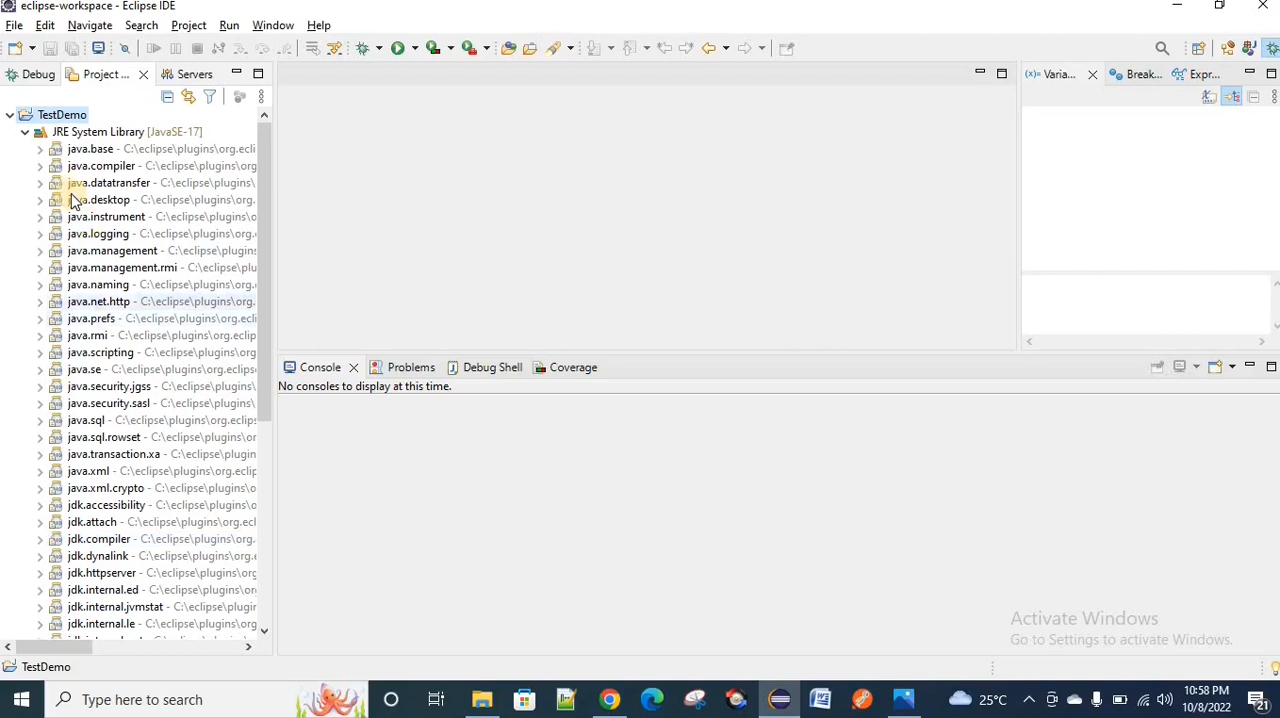 eclipse-workspace - Eclipse IDE
File Edit Navigate Search Project Run Window Help
Debug Project ... Servers
(x)= Varia... Break... Expr...
TestDemo
JRE System Library [JavaSE-17]
java.base - C:\eclipse\plugins\org.ecli
java.compiler - C:\eclipse\plugins\org
java.datatransfer - C:\eclipse\plugins\
java.desktop - C:\eclipse\plugins\org.
java.instrument - C:\eclipse\plugins\o
java.logging - C:\eclipse\plugins\org.
java.management - C:\eclipse\plugins
java.management.rmi - C:\eclipse\plu
java.naming - C:\eclipse\plugins\org.
java.net.http - C:\eclipse\plugins\org.
java.prefs - C:\eclipse\plugins\org.ecli
java.rmi - C:\eclipse\plugins\org.eclip
java.scripting - C:\eclipse\plugins\org
java.se - C:\eclipse\plugins\org.eclips
java.security.jgss - C:\eclipse\plugins
java.security.sasl - C:\eclipse\plugins
java.sql - C:\eclipse\plugins\org.eclip
java.sql.rowset - C:\eclipse\plugins\o
java.transaction.xa - C:\eclipse\plugin
java.xml - C:\eclipse\plugins\org.eclip
java.xml.crypto - C:\eclipse\plugins\o
jdk.accessibility - C:\eclipse\plugins\
jdk.attach - C:\eclipse\plugins\org.ec
jdk.compiler - C:\eclipse\plugins\org.
jdk.dynalink - C:\eclipse\plugins\org.
jdk.httpserver - C:\eclipse\plugins\or
jdk.internal.ed - C:\eclipse\plugins\o
jdk.internal.jvmstat - C:\eclipse\plugin
jdk.internal.le - C:\eclipse\plugins\or
Console Problems Debug Shell Coverage
No consoles to display at this time.
Activate Windows
Go to Settings to activate Windows.
TestDemo
Type here to search
25°C
10:58 PM
10/8/2022
21